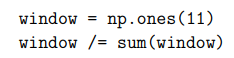 window = np.ones(11)
window /= sum(window)